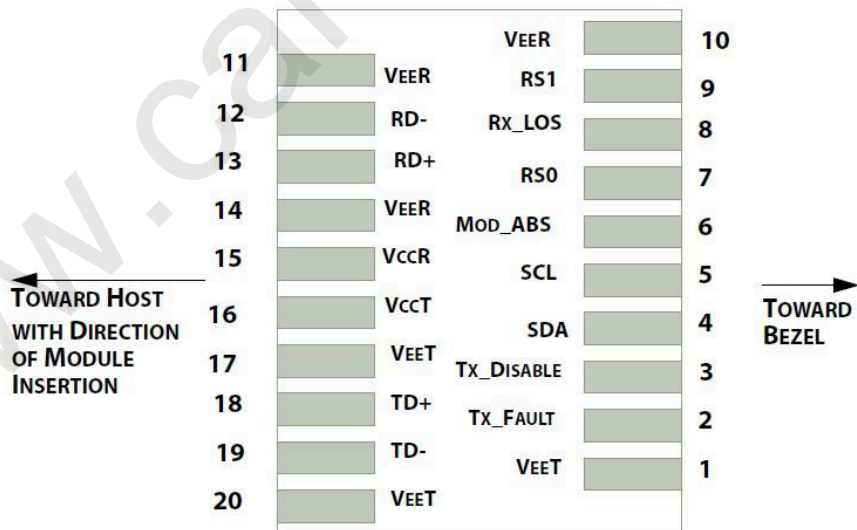 11 VEER
12 RD-
13 RD+
14 VEER
15 VCCR
16 VCCT
17 VEET
18 TD+
19 TD-
20 VEET
VEER 10
RS1 9
RX_LOS 8
RS0 7
MOD_ABS 6
SCL 5
SDA 4
TX_DISABLE 3
TX_FAULT 2
VEET 1
TOWARD HOST
WITH DIRECTION
OF MODULE
INSERTION
TOWARD
BEZEL
w.ca